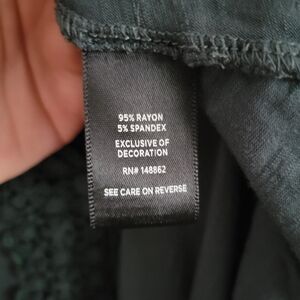 95% RAYON
5% SPANDEX
EXCLUSIVE OF
DECORATION
RN# 148862
SEE CARE ON REVERSE